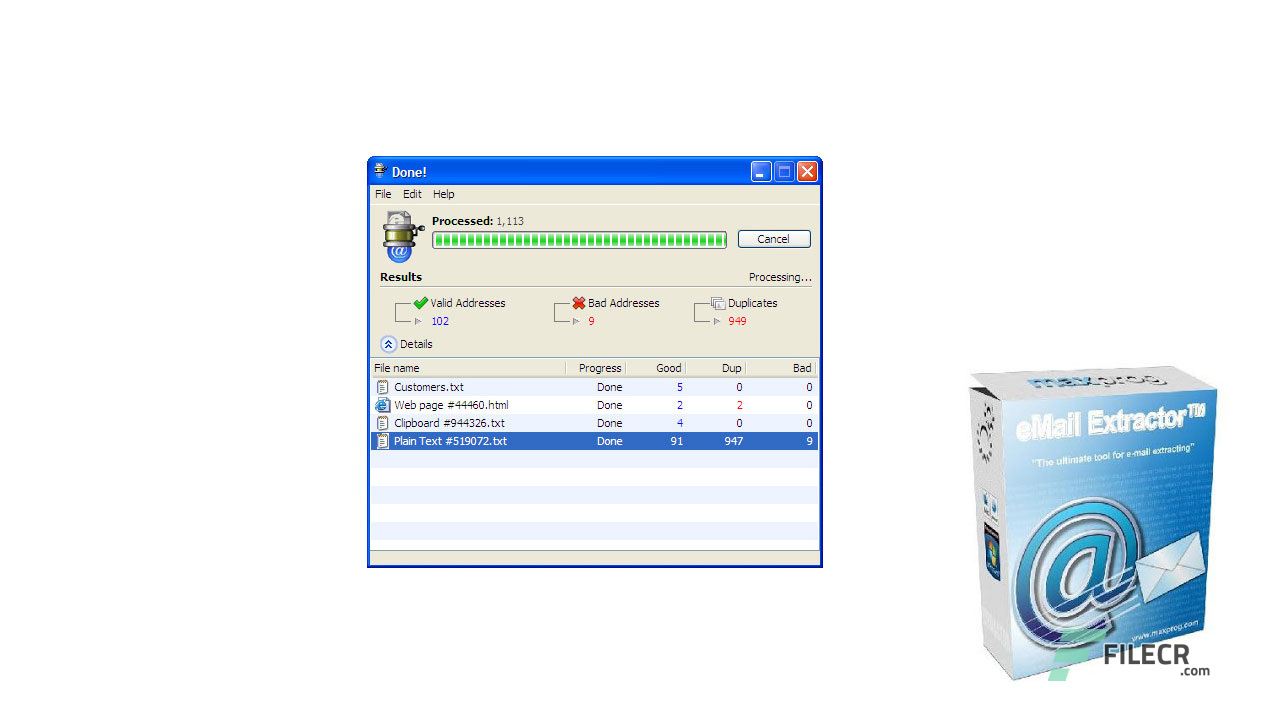 Done!
File Edit Help
Processed: 1,113
Cancel
Results Processing...
Valid Addresses Bad Addresses Duplicates
102 9 949
Details
File name Progress Good Dup Bad
Customers.txt Done 5 0 0
Web page #44460.html Done 2 2 0
Clipboard #944326.txt Done 4 0 0
Plain Text #519072.txt Done 91 947 9
maxprog
eMail Extractor™
"The ultimate tool for e-mail extracting"
www.maxprog.com
FILECR
.com